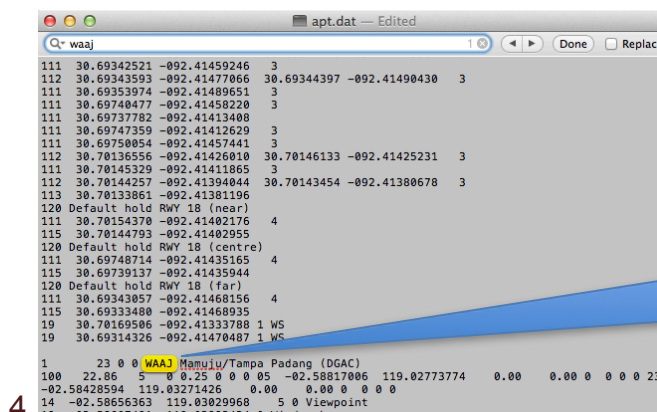 apt.dat — Edited
waaj 1 Done Replac
111 30.69342521 -092.41459246 3
112 30.69343593 -092.41477066 30.69344397 -092.41490430 3
111 30.69353974 -092.41489651 3
111 30.69740477 -092.41458220 3
111 30.69737782 -092.41413408
111 30.69747359 -092.41412629 3
111 30.69750054 -092.41457441 3
112 30.70136556 -092.41426010 30.70146133 -092.41425231 3
111 30.70145329 -092.41411865 3
112 30.70144257 -092.41394044 30.70143454 -092.41380678 3
113 30.70133861 -092.41381196
120 Default hold RWY 18 (near)
111 30.70154370 -092.41402176 4
115 30.70144793 -092.41402955
120 Default hold RWY 18 (centre)
111 30.69748714 -092.41435165 4
115 30.69739137 -092.41435944
120 Default hold RWY 18 (far)
111 30.69343057 -092.41468156 4
115 30.69333480 -092.41468935
19 30.70169506 -092.41333788 1 WS
19 30.69314326 -092.41470487 1 WS
1 23 0 0 WAAJ Mamuju/Tampa Padang (DGAC)
100 22.86 5 0 0.25 0 0 0 05 -02.58817006 119.02773774 0.00 0.00 0 0 0 0 23
-02.58428594 119.03271426 0.00 0.00 0 0 0 0
14 -02.58656363 119.03029968 5 0 Viewpoint
4